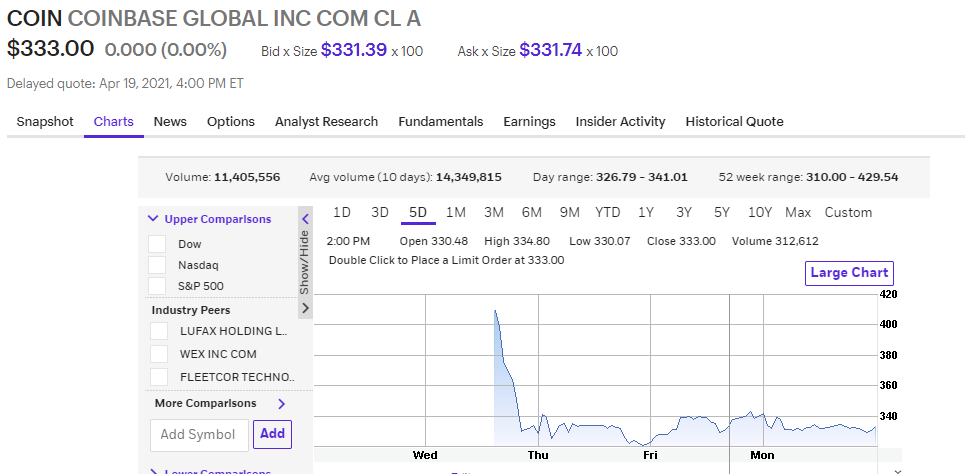 COIN COINBASE GLOBAL INC COM CL A
$333.00 0.000 (0.00%) Bid x Size $331.39 x 100 Ask x Size $331.74 x 100
Delayed quote: Apr 19, 2021, 4:00 PM ET
Snapshot Charts News Options Analyst Research Fundamentals Earnings Insider Activity Historical Quote
Volume: 11,405,556 Avg volume (10 days): 14,349,815 Day range: 326.79 - 341.01 52 week range: 310.00 - 429.54
Upper Comparisons
Dow
Nasdaq
S&P 500
Industry Peers
LUFAX HOLDING L..
WEX INC COM
FLEETCOR TECHNO..
More Comparisons
Add Symbol Add
Lower Comparisons
Show/Hide
1D 3D 5D 1M 3M 6M 9M YTD 1Y 3Y 5Y 10Y Max Custom
2:00 PM Open 330.48 High 334.80 Low 330.07 Close 333.00 Volume 312,612
Double Click to Place a Limit Order at 333.00
Large Chart
420
400
380
360
340
Wed Thu Fri Mon